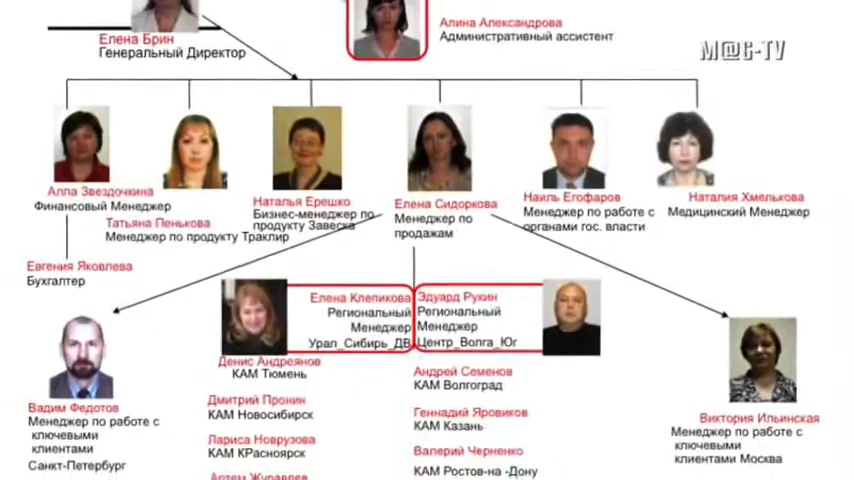 Алина Александрова
Административный ассистент
Елена Брин
Генеральный Директор
M@G-TV
Алла Звездочкина
Финансовый Менеджер
Татьяна Пенькова
Менеджер по продукту Траклир
Наталья Ерешко
Бизнес-менеджер по
продукту Завеска
Елена Сидоркова
Менеджер по
продажам
Наиль Егофаров
Менеджер по работе с
органами гос. власти
Наталия Хмелькова
Медицинский Менеджер
Евгения Яковлева
Бухгалтер
Елена Клепикова
Региональный
Менеджер
Урал_Сибирь_ДВ
Эдуард Рукин
Региональный
Менеджер
Центр_Волга_Юг
Денис Андреянов
КАМ Тюмень
Дмитрий Пронин
КАМ Новосибирск
Лариса Новрузова
КАМ КРасноярск
Артем Журавлев
Андрей Семенов
КАМ Волгоград
Геннадий Яровиков
КАМ Казань
Валерий Черненко
КАМ Ростов-на -Дону
Вадим Федотов
Менеджер по работе с
ключевыми
клиентами
Санкт-Петербург
Виктория Ильинская
Менеджер по работе с
ключевыми
клиентами Москва